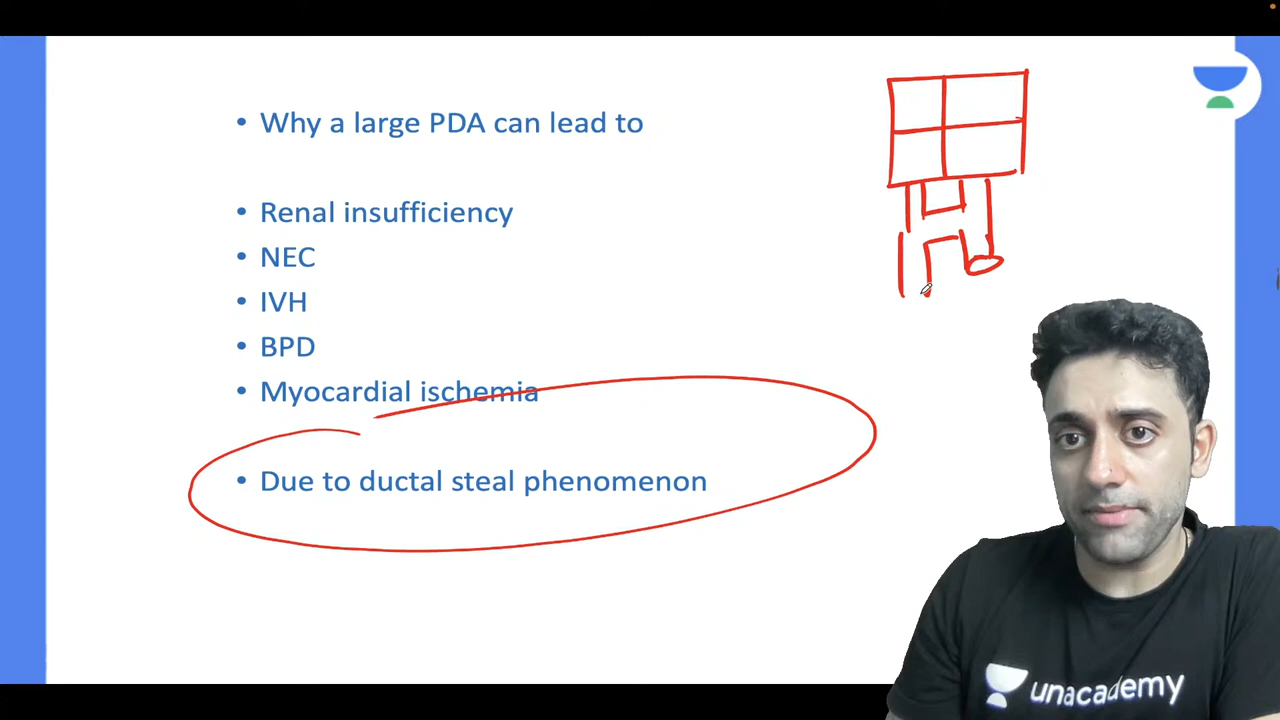 • Why a large PDA can lead to
• Renal insufficiency
• NEC
• IVH
• BPD
• Myocardial ischemia
• Due to ductal steal phenomenon
unacademy